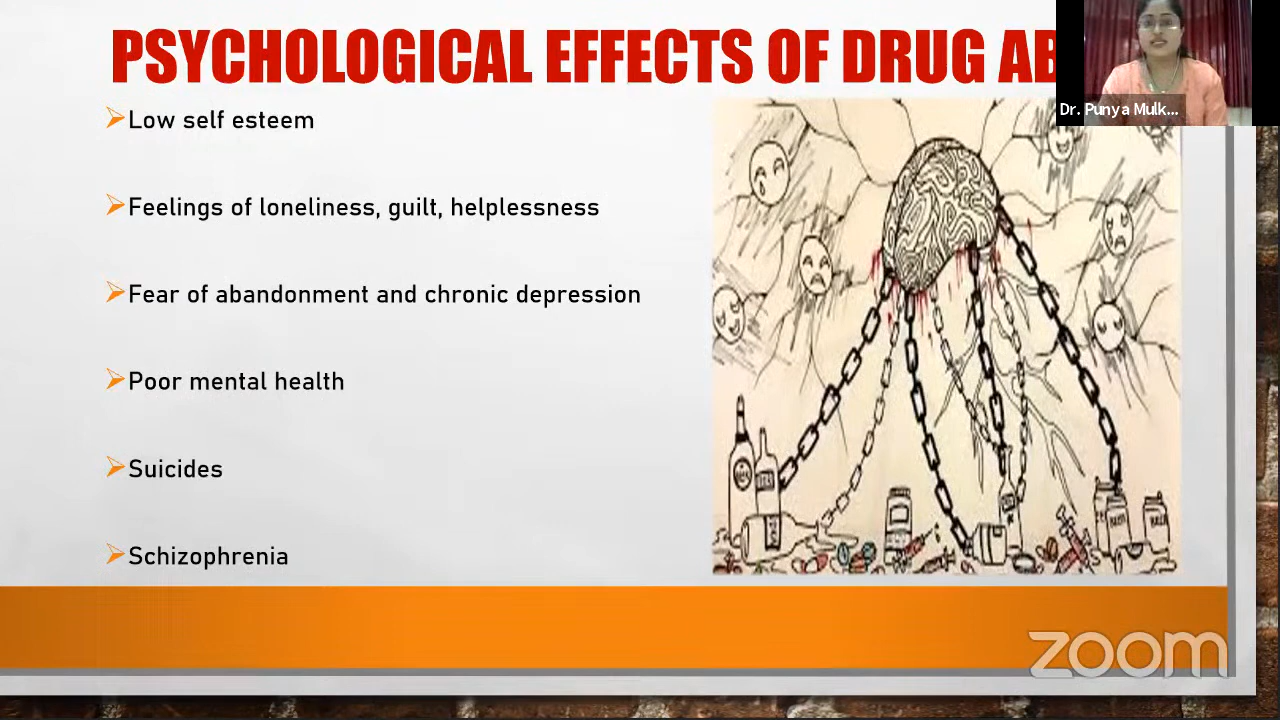 PSYCHOLOGICAL EFFECTS OF DRUG AB
Dr. Punya Mulk...
Low self esteem
Feelings of loneliness, guilt, helplessness
Fear of abandonment and chronic depression
Poor mental health
Suicides
Schizophrenia
zoom